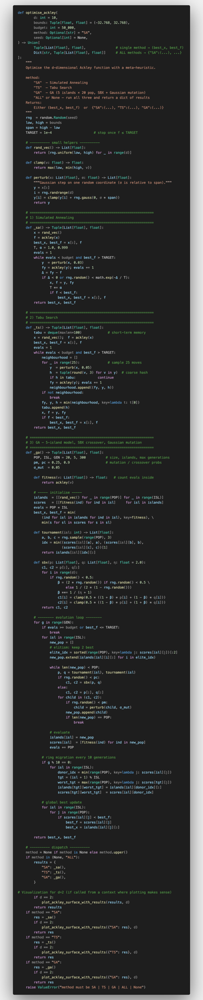 def optimise_ackley(
        d: int = 10,
        bounds: Tuple[float, float] = (-32.768, 32.768),
        budget: int = 50_000,
        method: Optional[str] = "SA",
        seed: Optional[int] = None,
) -> Union[
        Tuple[List[float], float],               # single method → (best_x, best_f)
        Dict[str, Tuple[List[float], float]]     # ALL methods → {"SA":(...), ...}
]:
    """
    Optimise the d-dimensional Ackley function with a meta-heuristic.

    method:
        "SA"  – Simulated Annealing
        "TS"  – Tabu Search
        "GA"  – GA (5 islands × 20 pop, SBX + Gaussian mutation)
        "ALL" or None – run all three and return a dict of results
    Returns:
        Either (best_x, best_f)  or  {"SA":(...), "TS":(...), "GA":(...)}
    """
    rng  = random.Random(seed)
    low, high = bounds
    span = high - low
    TARGET = 1e-4                     # stop once f ≤ TARGET

    # ---------- small helpers ----------
    def rand_vec() -> List[float]:
        return [rng.uniform(low, high) for _ in range(d)]

    def clamp(v: float) -> float:
        return max(low, min(high, v))

    def perturb(x: List[float], σ: float) -> List[float]:
        """Gaussian step on one random coordinate (σ is relative to span)."""
        y = x[:]
        i = rng.randrange(d)
        y[i] = clamp(y[i] + rng.gauss(0, σ * span))
        return y

    # ==============================================================
    # 1) Simulated Annealing
    # ==============================================================
    def _sa() -> Tuple[List[float], float]:
        x = rand_vec()
        f = ackley(x)
        best_x, best_f = x[:], f
        T, α = 1.0, 0.999
        evals = 1
        while evals < budget and best_f > TARGET:
            y  = perturb(x, 0.03)
            fy = ackley(y); evals += 1
            Δ = fy - f
            if Δ < 0 or rng.random() < math.exp(-Δ / T):
                x, f = y, fy
                T *= α
                if f < best_f:
                    best_x, best_f = x[:], f
        return best_x, best_f

    # ==============================================================
    # 2) Tabu Search
    # ==============================================================
    def _ts() -> Tuple[List[float], float]:
        tabu = deque(maxlen=100)             # short-term memory
        x = rand_vec();  f = ackley(x)
        best_x, best_f = x[:], f
        evals = 1
        while evals < budget and best_f > TARGET:
            neighbourhood = []
            for _ in range(25):              # sample 25 moves
                y  = perturb(x, 0.05)
                h  = tuple(round(v, 3) for v in y)  # coarse hash
                if h in tabu:           continue
                fy = ackley(y); evals += 1
                neighbourhood.append((fy, y, h))
            if not neighbourhood:
                break
            fy, y, h = min(neighbourhood, key=lambda t: t[0])
            tabu.append(h)
            x, f = y, fy
            if f < best_f:
                best_x, best_f = x[:], f
        return best_x, best_f

    # ==============================================================
    # 3) GA – 5-island model, SBX crossover, Gaussian mutation
    # ==============================================================
    def _ga() -> Tuple[List[float], float]:
        POP, ISL, GEN = 20, 5, 300          # size, islands, max generations
        pm, pc = 0.25, 0.9                  # mutation / crossover probs
        σ_mut  = 0.05

        def fitness(v: List[float]) -> float:   # count evals inside
            return ackley(v)

        # ----- initialise -----
        islands  = [[rand_vec() for _ in range(POP)] for _ in range(ISL)]
        scores   = [[fitness(ind) for ind in isl]     for isl in islands]
        evals = POP * ISL
        best_x, best_f = min(
            (ind for isl in islands for ind in isl), key=fitness), \
            min(s for sl in scores for s in sl)

        def tournament(isl: int) -> List[float]:
            a, b, c = rng.sample(range(POP), 3)
            idx = min((scores[isl][a], a), (scores[isl][b], b),
                      (scores[isl][c], c))[1]
            return islands[isl][idx][:]

        def sbx(p: List[float], q: List[float], η: float = 2.0):
            c1, c2 = p[:], q[:]
            for i in range(d):
                if rng.random() < 0.5:
                    β = (2 * rng.random()) if rng.random() < 0.5 \
                        else 1 / (2 * (1 - rng.random()))
                    β **= 1 / (η + 1)
                    c1[i] = clamp(0.5 * ((1 + β) * p[i] + (1 - β) * q[i]))
                    c2[i] = clamp(0.5 * ((1 - β) * p[i] + (1 + β) * q[i]))
            return c1, c2

        # -------- evolution loop --------
        for g in range(GEN):
            if evals >= budget or best_f <= TARGET:
                break
            for isl in range(ISL):
                new_pop = []
                # elitism: keep 2 best
                elite_idx = sorted(range(POP), key=lambda j: scores[isl][j])[:2]
                new_pop.extend(islands[isl][i][:] for i in elite_idx)

                while len(new_pop) < POP:
                    p, q = tournament(isl), tournament(isl)
                    if rng.random() < pc:
                        c1, c2 = sbx(p, q)
                    else:
                        c1, c2 = p[:], q[:]
                    for child in (c1, c2):
                        if rng.random() < pm:
                            child = perturb(child, σ_mut)
                        new_pop.append(child)
                        if len(new_pop) == POP:
                            break

                # evaluate
                islands[isl] = new_pop
                scores[isl]  = [fitness(ind) for ind in new_pop]
                evals += POP

            # ring migration every 10 generations
            if g % 10 == 0:
                for isl in range(ISL):
                    donor_idx = min(range(POP), key=lambda j: scores[isl][j])
                    tgt = (isl + 1) % ISL
                    worst_tgt = max(range(POP), key=lambda j: scores[tgt][j])
                    islands[tgt][worst_tgt] = islands[isl][donor_idx][:]
                    scores[tgt][worst_tgt]  = scores[isl][donor_idx]

            # global best update
            for isl in range(ISL):
                for j in range(POP):
                    if scores[isl][j] < best_f:
                        best_f = scores[isl][j]
                        best_x = islands[isl][j][:]

        return best_x, best_f

    # ---------- dispatch ----------
    method = None if method is None else method.upper()
    if method in (None, "ALL"):
        results = {
            "SA": _sa(),
            "TS": _ts(),
            "GA": _ga(),
        }

# Visualization for d=2 (if called from a context where plotting makes sense)
        if d == 2:
            plot_ackley_surface_with_results(results, d)
        return results
    if method == "SA":
        res = _sa()
        if d == 2:
            plot_ackley_surface_with_results({"SA": res}, d)
        return res
    if method == "TS":
        res = _ts()
        if d == 2:
            plot_ackley_surface_with_results({"TS": res}, d)
        return res
    if method == "GA":
        res = _ga()
        if d == 2:
            plot_ackley_surface_with_results({"GA": res}, d)
        return res
    raise ValueError("method must be SA | TS | GA | ALL | None")